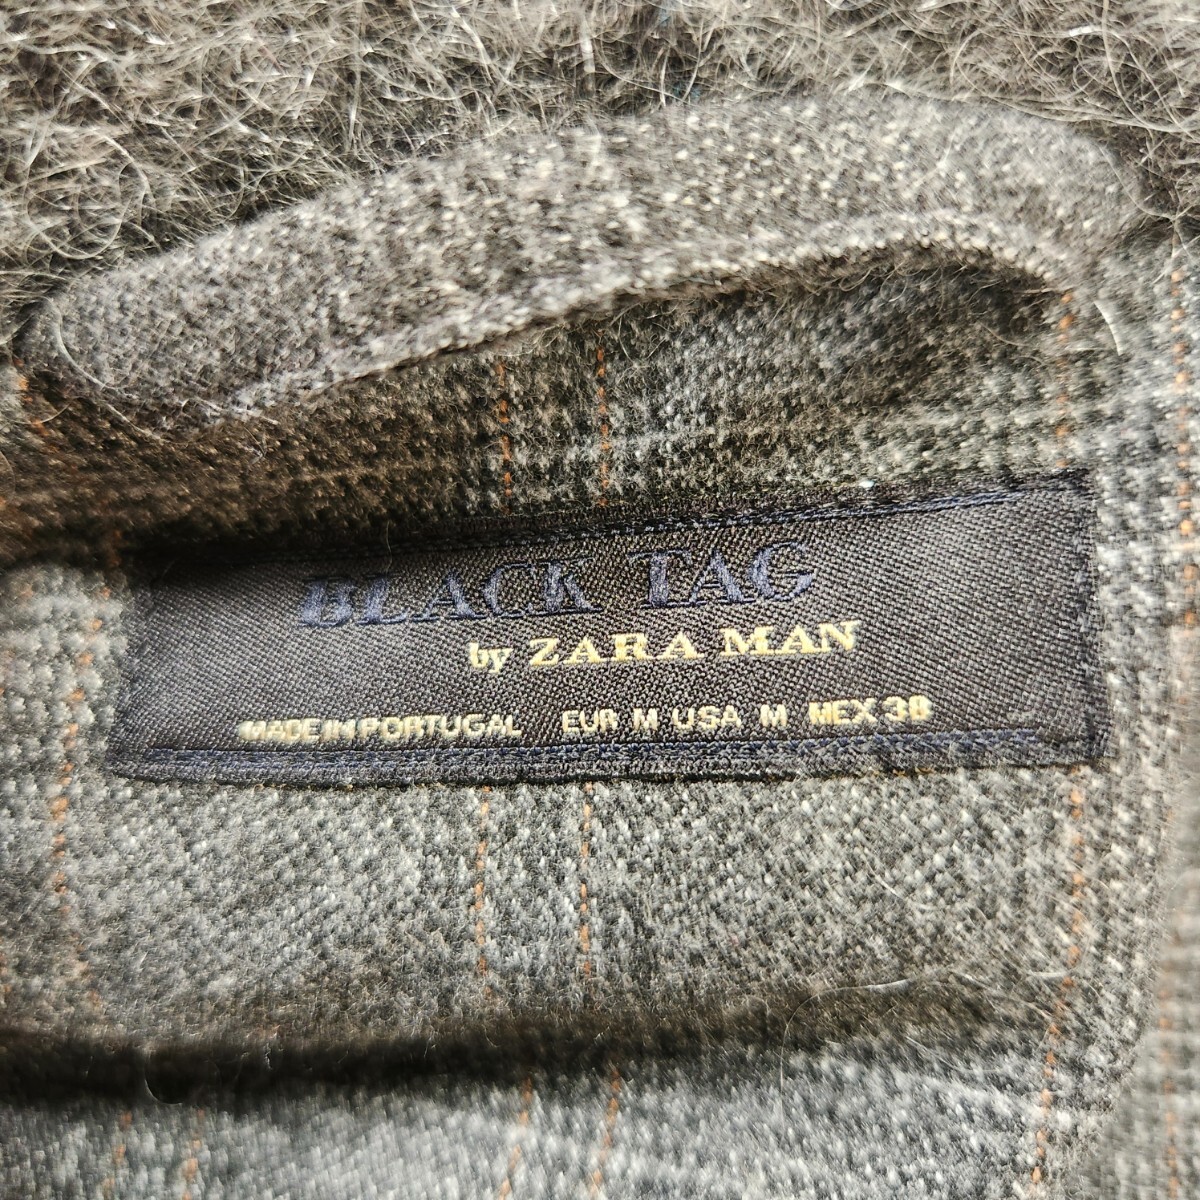 BLACK TAG
by ZARA MAN
MADE IN PORTUGAL EUR M USA M MEX 38